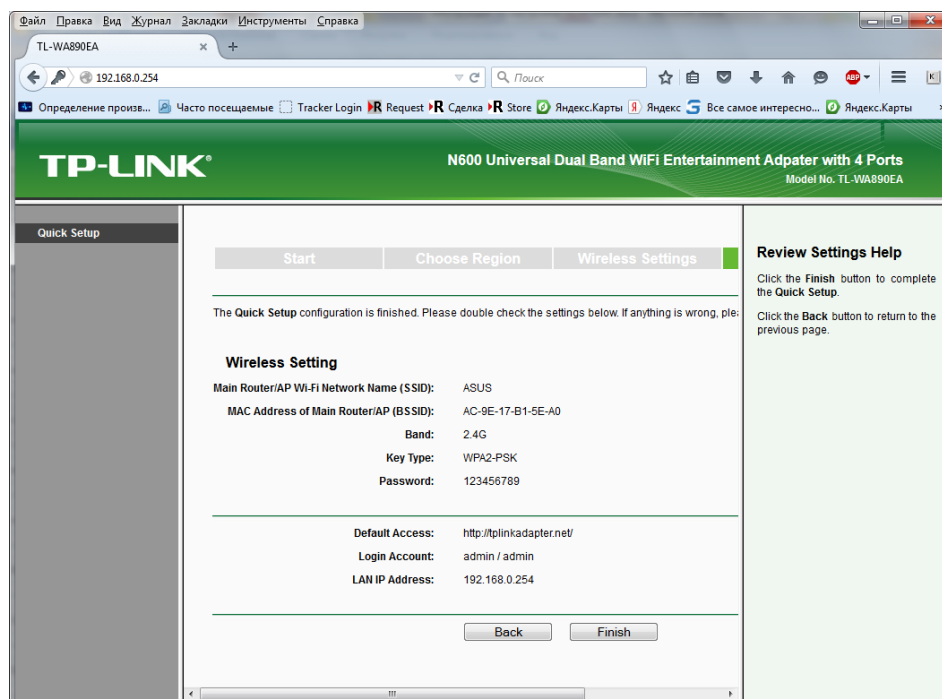 Файл Правка Вид Журнал Закладки Инструменты Справка
TL-WA890EA × +
192.168.0.254 Поиск ABP K
Определение произв... Часто посещаемые Tracker Login R Request R Сделка R Store Яндекс.Карты Я Яндекс Все самое интересно... Яндекс.Карты
TP-LINK®
N600 Universal Dual Band WiFi Entertainment Adpater with 4 Ports
Model No. TL-WA890EA
Quick Setup
Start Choose Region Wireless Settings
The Quick Setup configuration is finished. Please double check the settings below. If anything is wrong, plea
Wireless Setting
Main Router/AP Wi-Fi Network Name (SSID): ASUS
MAC Address of Main Router/AP (BSSID): AC-9E-17-B1-5E-A0
Band: 2.4G
Key Type: WPA2-PSK
Password: 123456789
Default Access: http://tplinkadapter.net/
Login Account: admin / admin
LAN IP Address: 192.168.0.254
Back Finish
Review Settings Help
Click the Finish button to complete
the Quick Setup.
Click the Back button to return to the
previous page.